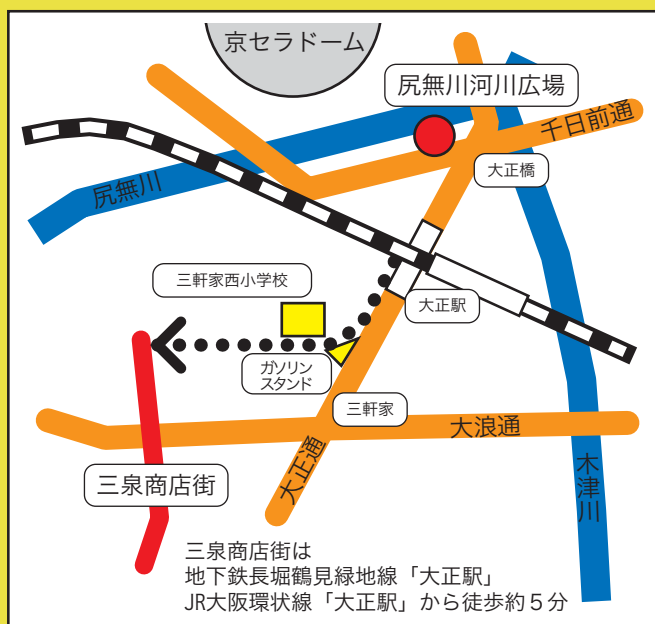 京セラドーム
尻無川河川広場
千日前通
大正橋
尻無川
三軒家西小学校
大正駅
ガソリン
スタンド
三軒家
大浪通
大正通
三泉商店街
木津川
三泉商店街は
地下鉄長堀鶴見緑地線「大正駅」
JR大阪環状線「大正駅」から徒歩約５分